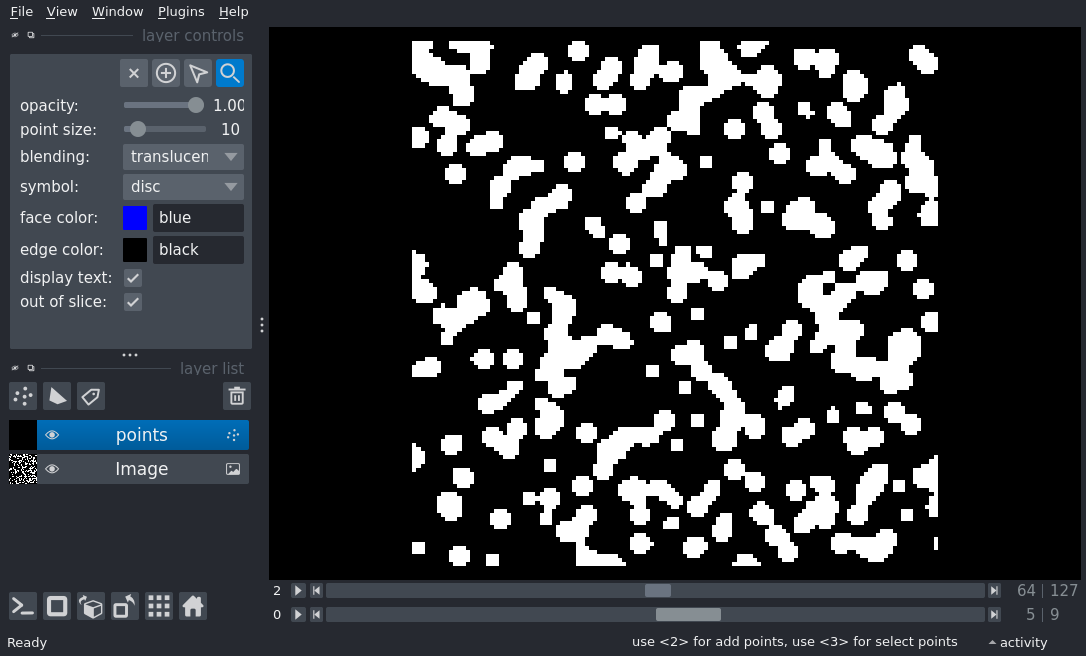 File View Window Plugins Help
layer controls
opacity: 1.00
point size: 10
blending: translucen
symbol: disc
face color: blue
edge color: black
display text:
out of slice:
layer list
points
Image
2 64 | 127
0 5 | 9
Ready use <2> for add points, use <3> for select points activity